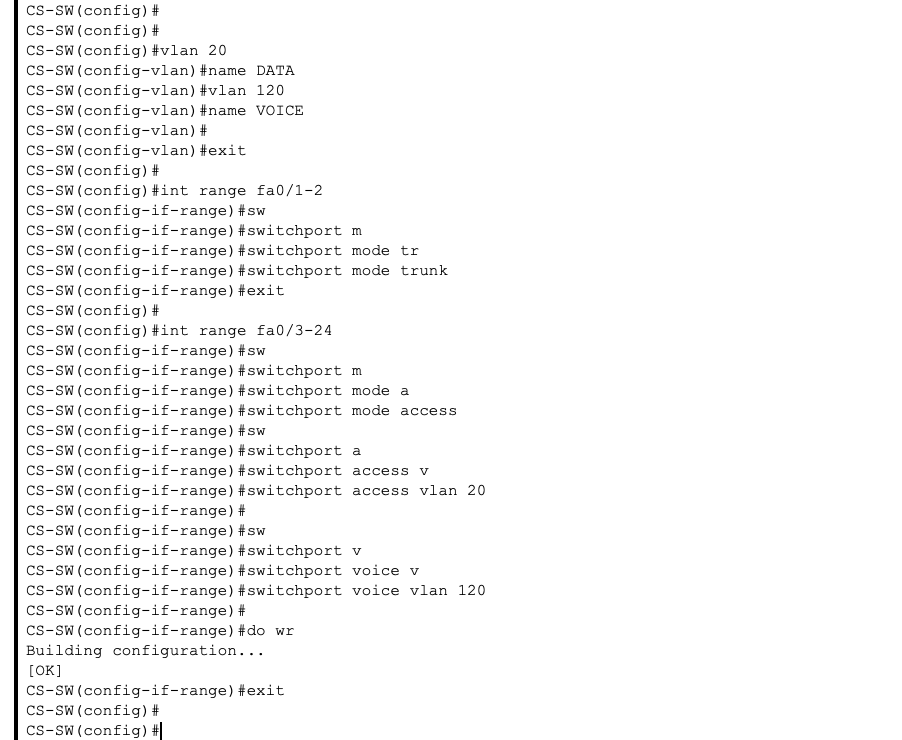 CS-SW(config)#
CS-SW(config)#
CS-SW(config)#vlan 20
CS-SW(config-vlan)#name DATA
CS-SW(config-vlan)#vlan 120
CS-SW(config-vlan)#name VOICE
CS-SW(config-vlan)#
CS-SW(config-vlan)#exit
CS-SW(config)#
CS-SW(config)#int range fa0/1-2
CS-SW(config-if-range)#sw
CS-SW(config-if-range)#switchport m
CS-SW(config-if-range)#switchport mode tr
CS-SW(config-if-range)#switchport mode trunk
CS-SW(config-if-range)#exit
CS-SW(config)#
CS-SW(config)#int range fa0/3-24
CS-SW(config-if-range)#sw
CS-SW(config-if-range)#switchport m
CS-SW(config-if-range)#switchport mode a
CS-SW(config-if-range)#switchport mode access
CS-SW(config-if-range)#sw
CS-SW(config-if-range)#switchport a
CS-SW(config-if-range)#switchport access v
CS-SW(config-if-range)#switchport access vlan 20
CS-SW(config-if-range)#
CS-SW(config-if-range)#sw
CS-SW(config-if-range)#switchport v
CS-SW(config-if-range)#switchport voice v
CS-SW(config-if-range)#switchport voice vlan 120
CS-SW(config-if-range)#
CS-SW(config-if-range)#do wr
Building configuration...
[OK]
CS-SW(config-if-range)#exit
CS-SW(config)#
CS-SW(config)#